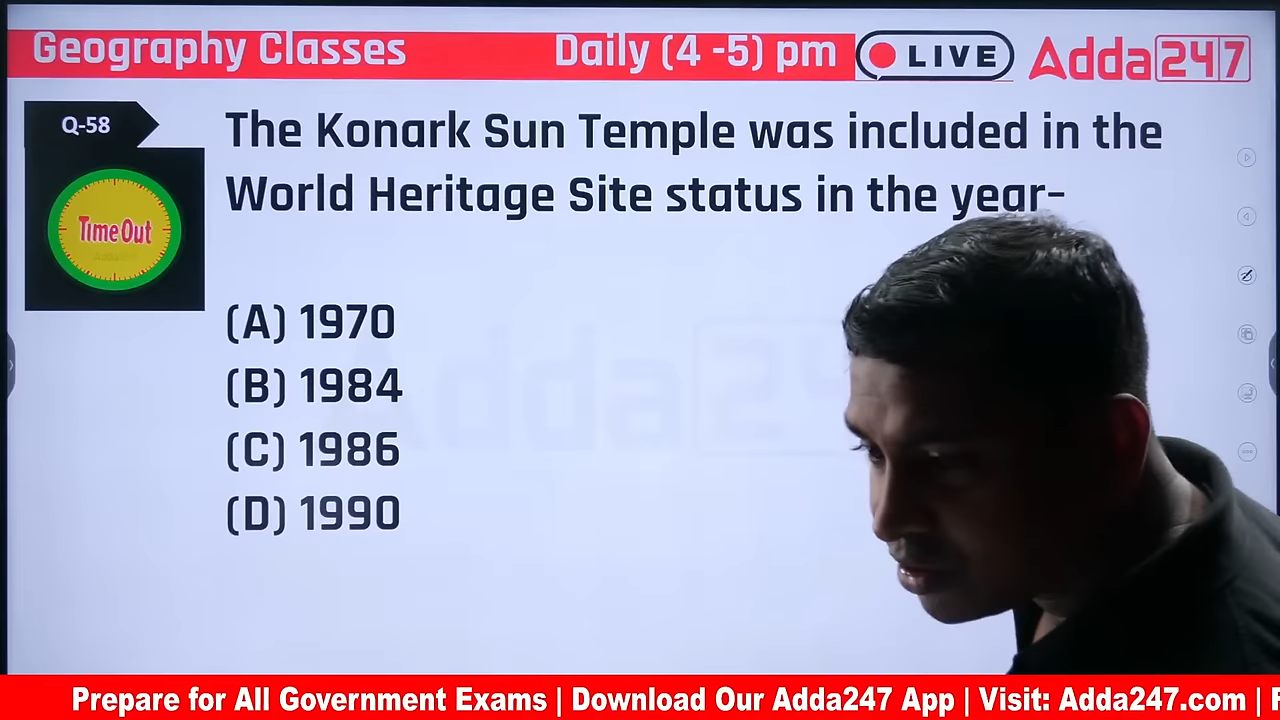 Geography Classes Daily (4 -5) pm LIVE Adda247
Q-58
The Konark Sun Temple was included in the
World Heritage Site status in the year–
Time Out
(A) 1970
(B) 1984
(C) 1986
(D) 1990
Adda24
Prepare for All Government Exams | Download Our Adda247 App | Visit: Adda247.com |